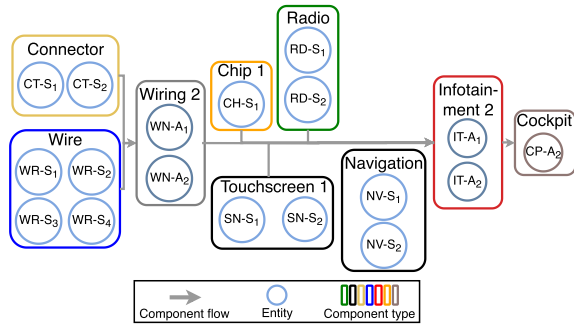 Connector
CT-S1 CT-S2
Wire
WR-S1 WR-S2
WR-S3 WR-S4
Wiring 2
WN-A1
WN-A2
Chip 1
CH-S1
Radio
RD-S1
RD-S2
Touchscreen 1
SN-S1 SN-S2
Navigation
NV-S1
NV-S2
Infotain-
ment 2
IT-A1
IT-A2
Cockpit
CP-A2
Component flow Entity Component type